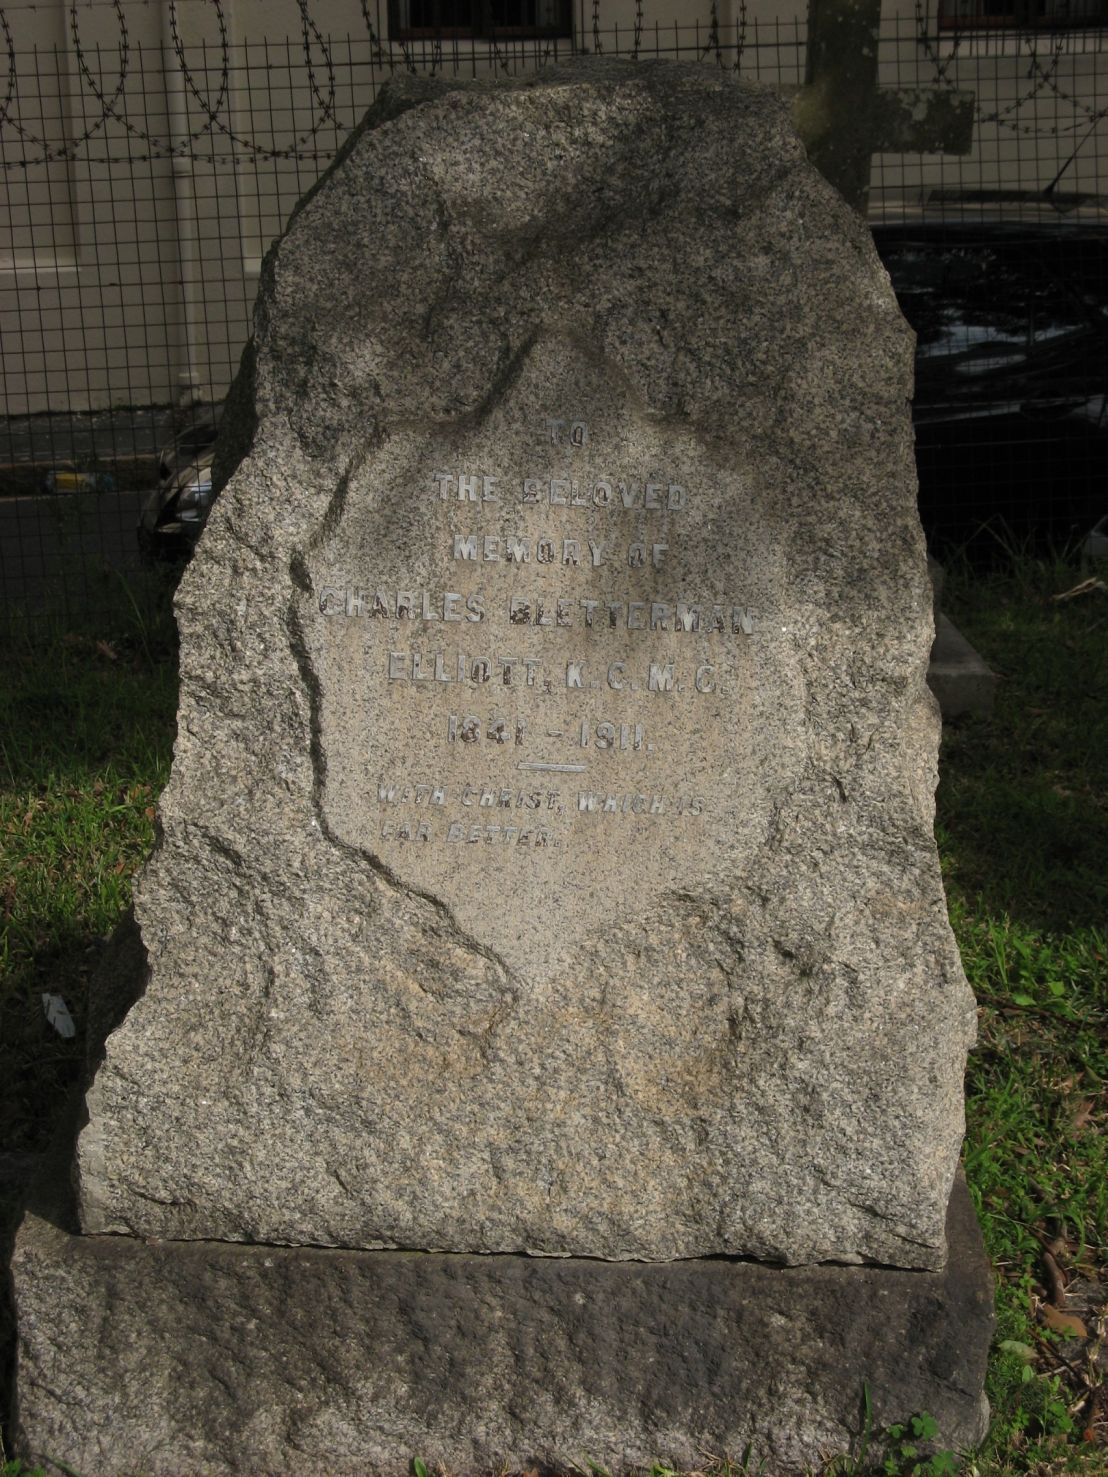 TO
THE BELOVED
MEMORY OF
CHARLES BLETTERMAN
ELLIOTT, K.C.M.G.
1841 - 1911.
WITH CHRIST, WHICH IS
FAR BETTER.